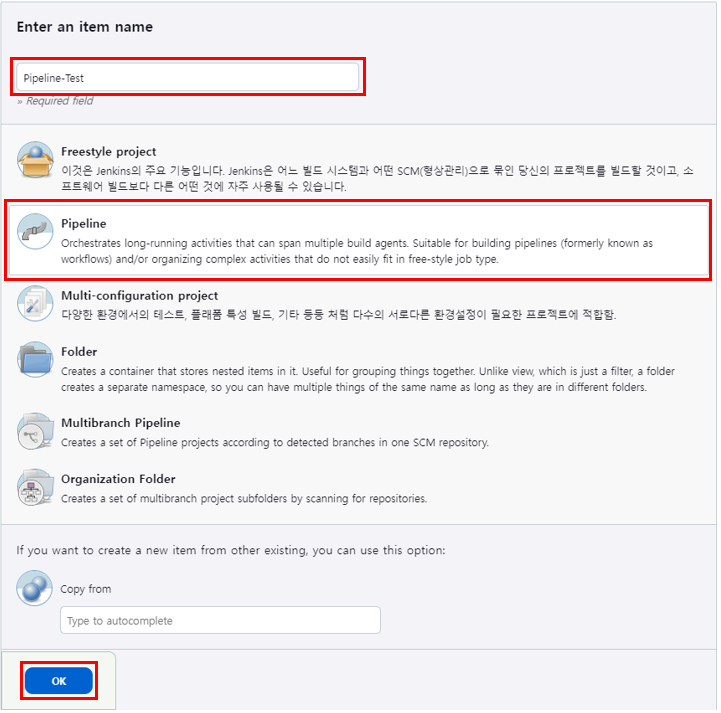 Enter an item name
Pipeline-Test
» Required field
Freestyle project
이것은 Jenkins의 주요 기능입니다. Jenkins은 어느 빌드 시스템과 어떤 SCM(형상관리)으로 묶인 당신의 프로젝트를 빌드할 것이고, 소
프트웨어 빌드보다 다른 어떤 것에 자주 사용될 수 있습니다.
Pipeline
Orchestrates long-running activities that can span multiple build agents. Suitable for building pipelines (formerly known as
workflows) and/or organizing complex activities that do not easily fit in free-style job type.
Multi-configuration project
다양한 환경에서의 테스트, 플래폼 특성 빌드, 기타 등등 처럼 다수의 서로다른 환경설정이 필요한 프로젝트에 적합함.
Folder
Creates a container that stores nested items in it. Useful for grouping things together. Unlike view, which is just a filter, a folder
creates a separate namespace, so you can have multiple things of the same name as long as they are in different folders.
Multibranch Pipeline
Creates a set of Pipeline projects according to detected branches in one SCM repository.
Organization Folder
Creates a set of multibranch project subfolders by scanning for repositories.
If you want to create a new item from other existing, you can use this option:
Copy from
Type to autocomplete
OK